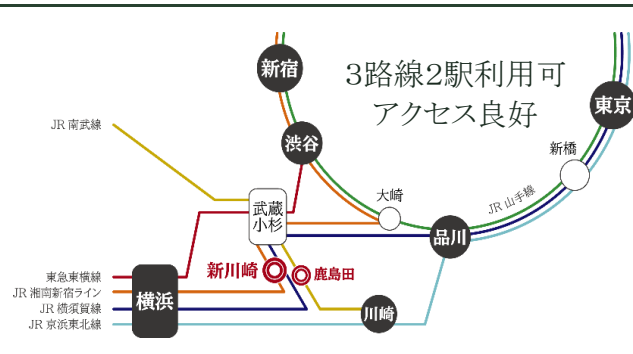 3路線2駅利用可
アクセス良好
新宿
東京
渋谷
新橋
JR 南武線
大崎
JR 山手線
武蔵
小杉
品川
新川崎
鹿島田
東急東横線
JR 湘南新宿ライン
JR 横須賀線
JR 京浜東北線
横浜
川崎